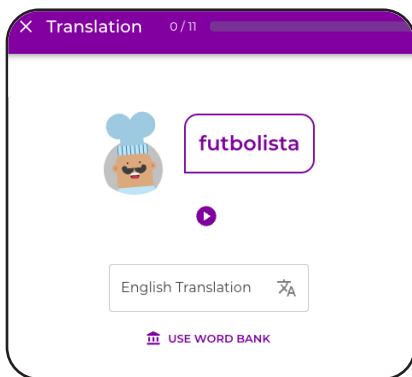 Translation 0/11
futbolista
English Translation
USE WORD BANK